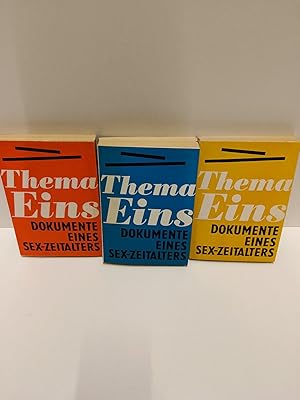 Thema
Eins
DOKUMENTE
EINES
SEX-ZEITALTERS
Thema
Eins
DOKUMENTE
EINES
SEX-ZEITALTERS
Thema
Eins
DOKUMENTE
EINES
SEX-ZEITALTERS